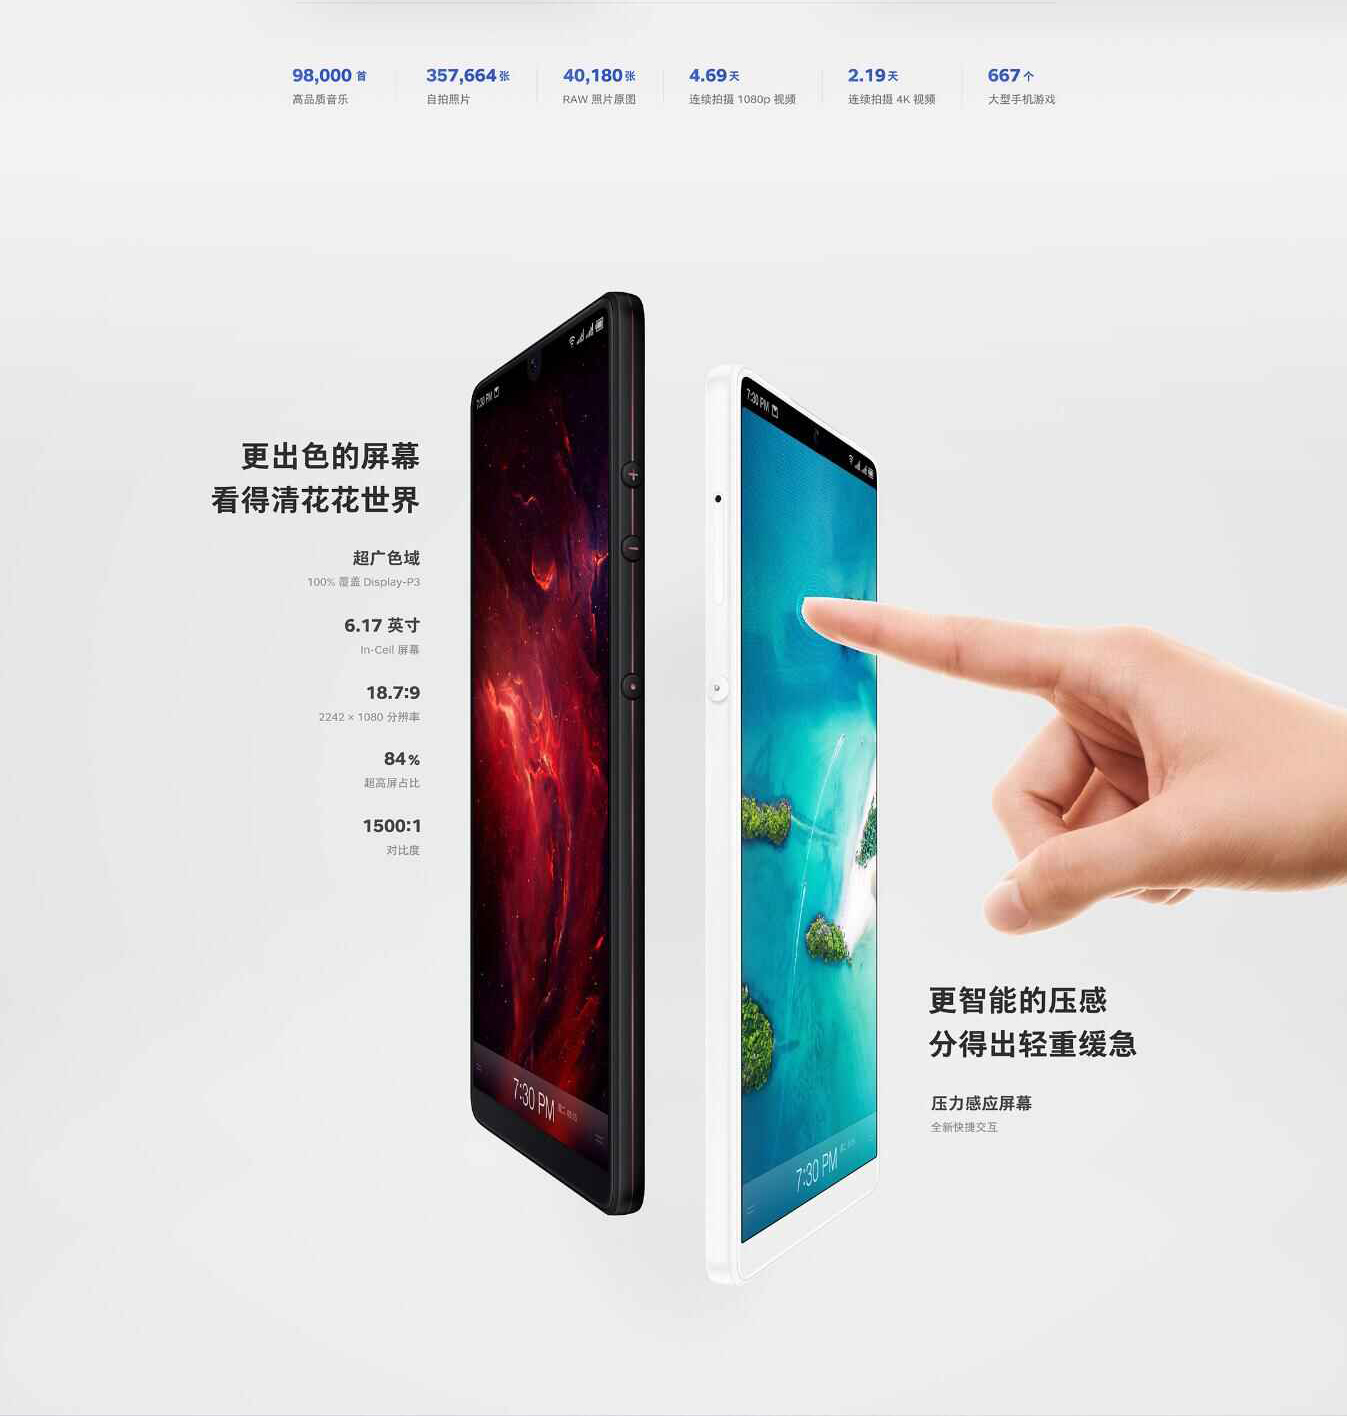 98,000 首
高品质音乐
357,664 张
自拍照片
40,180 张
RAW 照片原图
4.69 天
连续拍摄 1080p 视频
2.19 天
连续拍摄 4K 视频
667 个
大型手机游戏
7:30 PM
7:30 PM
更出色的屏幕
看得清花花世界
超广色域
100% 覆盖 Display-P3
6.17 英寸
In-Ceil 屏幕
18.7:9
2242 × 1080 分辨率
84%
超高屏占比
1500:1
对比度
更智能的压感
分得出轻重缓急
压力感应屏幕
全新快捷交互
7:30 PM
7:30 PM